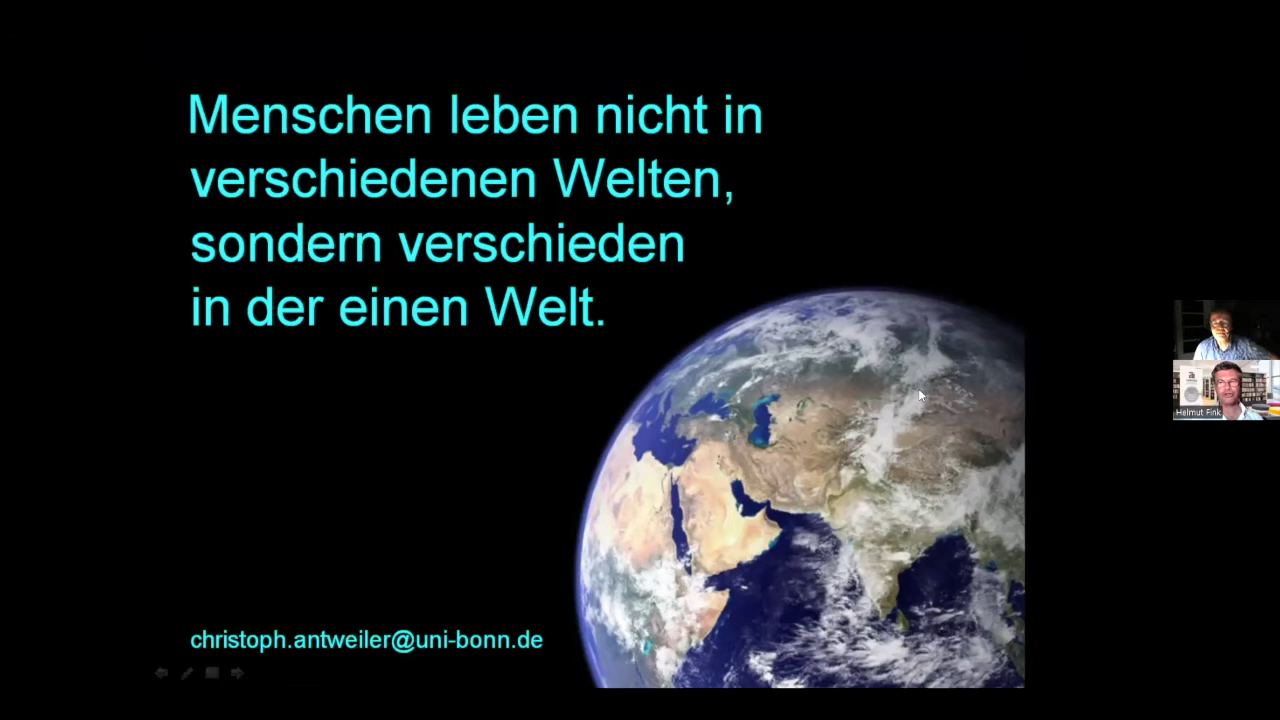 Menschen leben nicht in
verschiedenen Welten,
sondern verschieden
in der einen Welt.
christoph.antweiler@uni-bonn.de
Helmut Fink